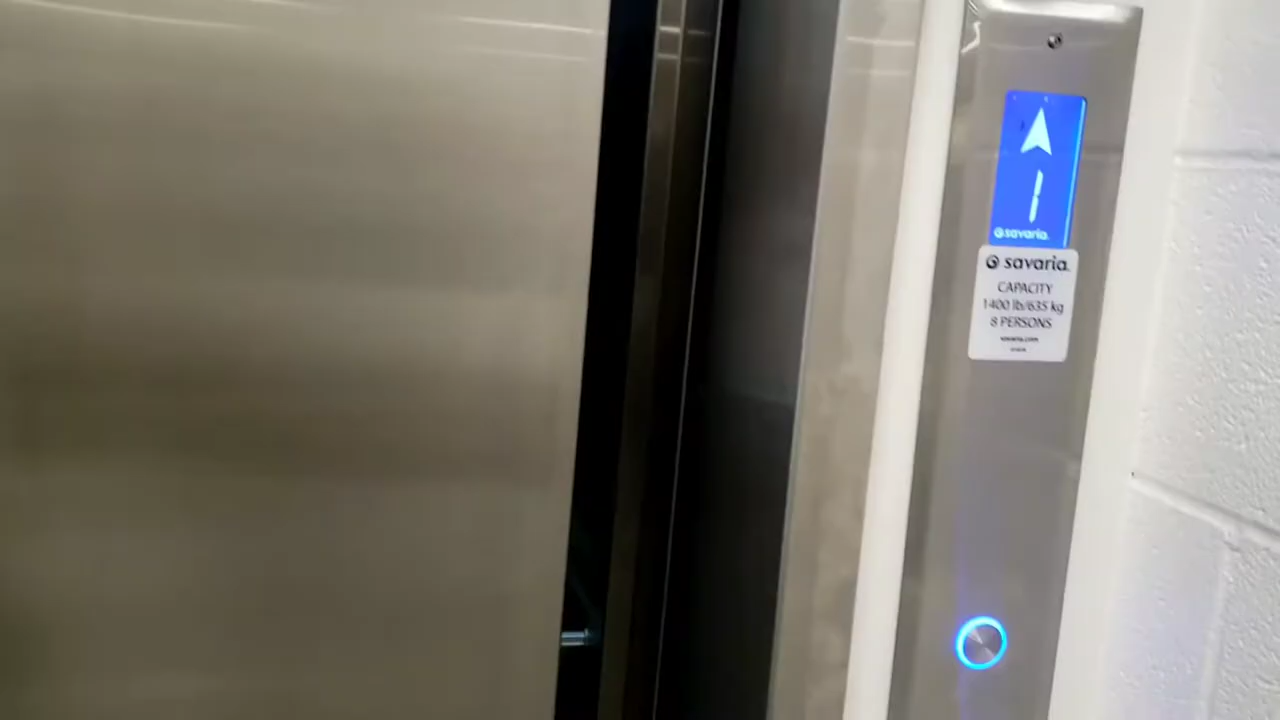 1
savaria.
savaria.
CAPACITY
1400 lb/635 kg
8 PERSONS
savaria.com